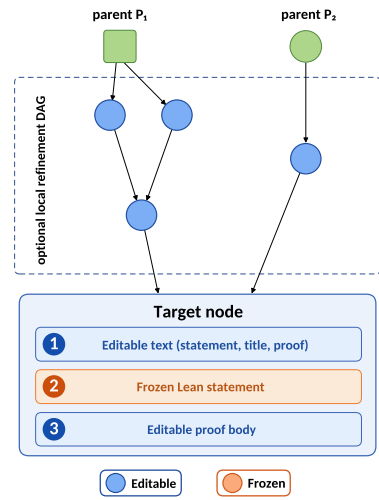 parent P₁
parent P₂
optional local refinement DAG
Target node
1 Editable text (statement, title, proof)
2 Frozen Lean statement
3 Editable proof body
Editable
Frozen